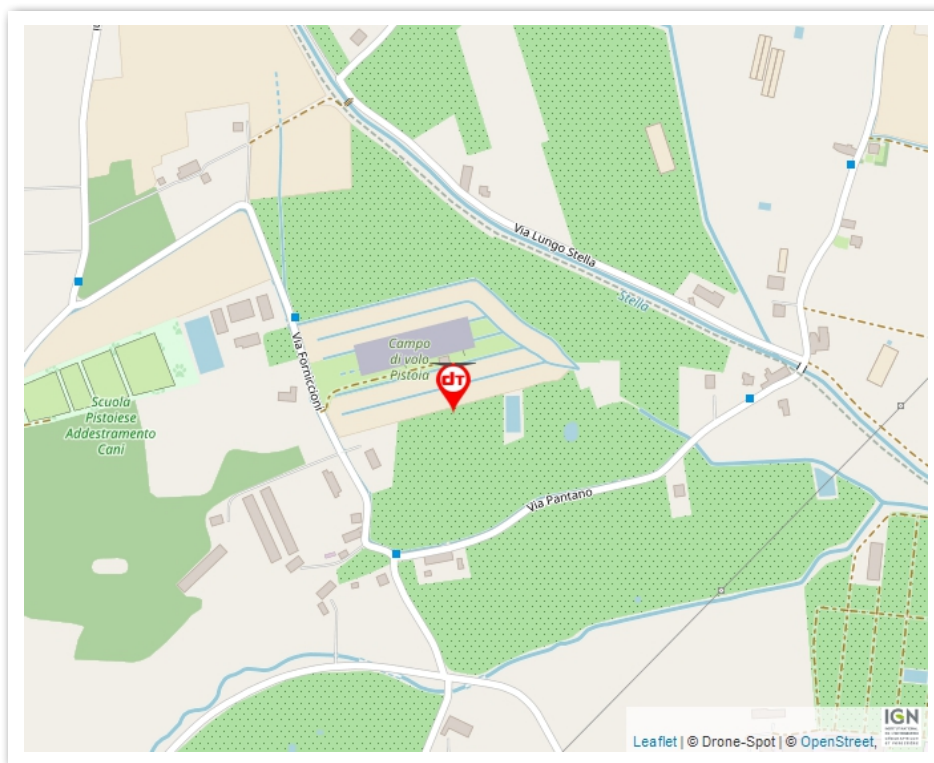 Via Lungo Stella
Stella
Via Forniccioni
Campo
di volo
Pistoia
dT
Scuola
Pistoiese
Addestramento
Cani
Via Pantano
IGN
Leaflet | © Drone-Spot | © OpenStreet,